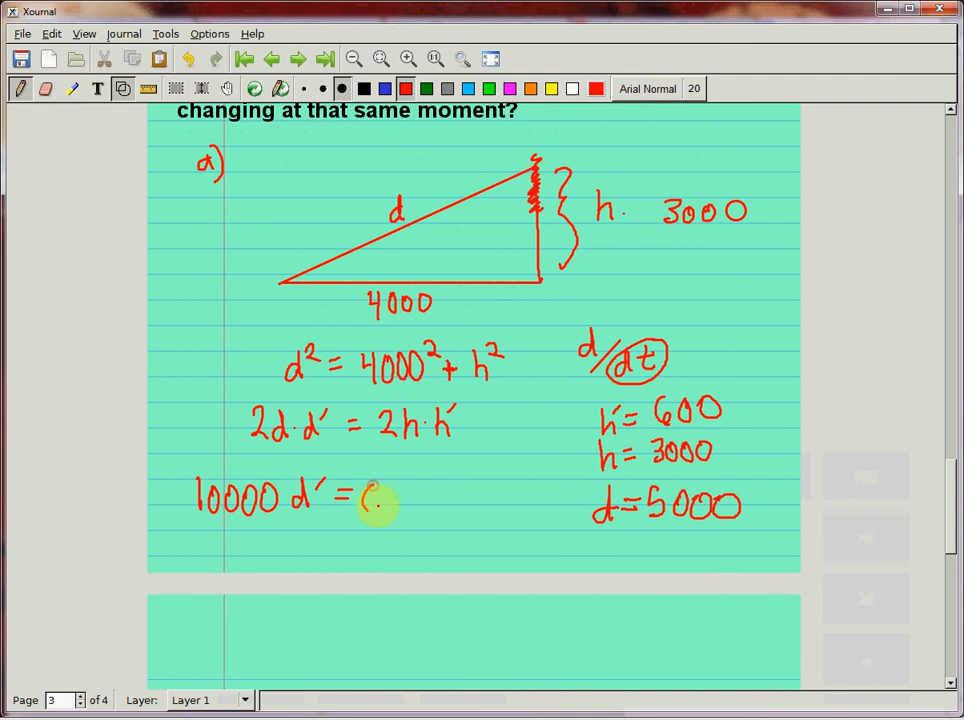 Xournal
File Edit View Journal Tools Options Help
T
Arial Normal 20
changing at that same moment?
a)
d
h. 3000
4000
d² = 4000² + h²
d/dt
2d·d′ = 2h·h′
h′= 600
h= 3000
10000 d′ = (
d=5000
Page 3 of 4 Layer: Layer 1